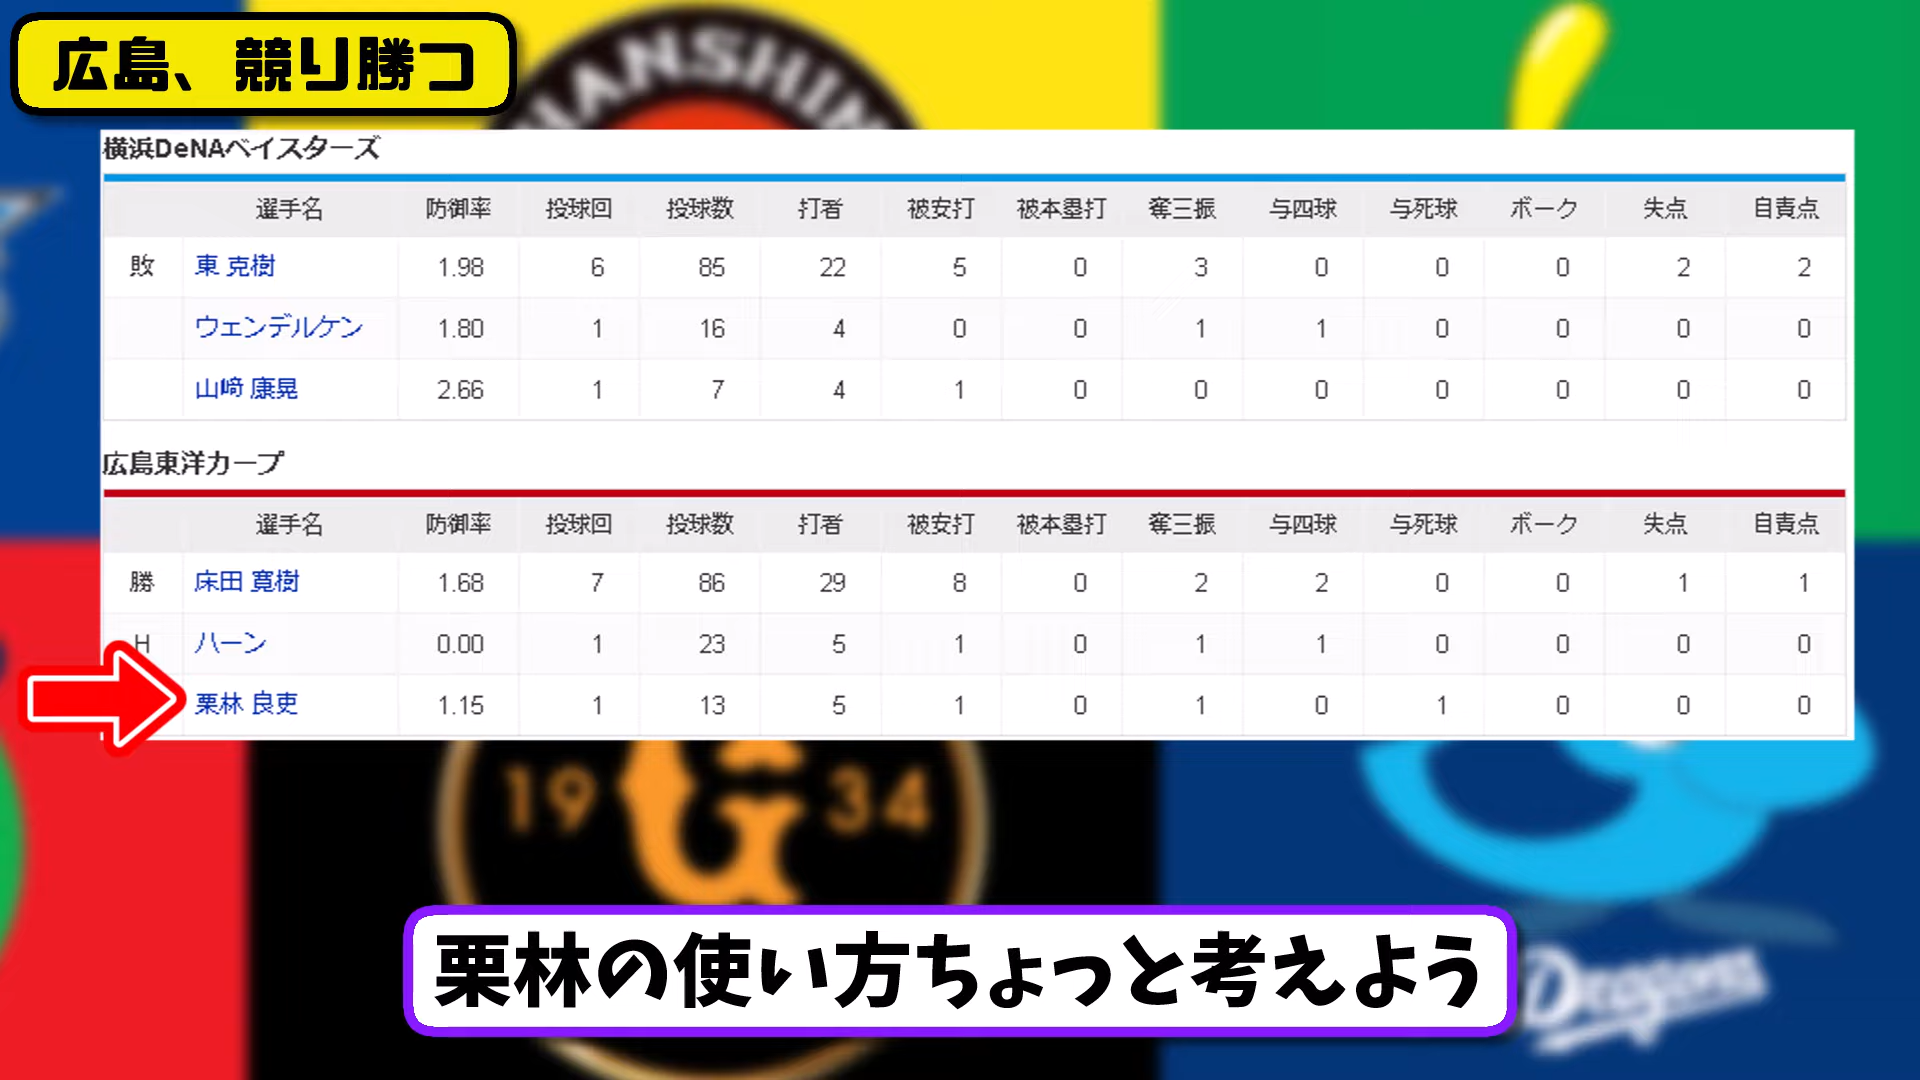 広島、競り勝つ
HANSHIN
横浜DeNAベイスターズ
選手名 防御率 投球回 投球数 打者 被安打 被本塁打 奪三振 与四球 与死球 ボーク 失点 自責点
敗 東 克樹 1.98 6 85 22 5 0 3 0 0 0 2 2
ウェンデルケン 1.80 1 16 4 0 0 1 1 0 0 0 0
山﨑 康晃 2.66 1 7 4 1 0 0 0 0 0 0 0
広島東洋カープ
選手名 防御率 投球回 投球数 打者 被安打 被本塁打 奪三振 与四球 与死球 ボーク 失点 自責点
勝 床田 寛樹 1.68 7 86 29 8 0 2 2 0 0 1 1
H ハーン 0.00 1 23 5 1 0 1 1 0 0 0 0
栗林 良吏 1.15 1 13 5 1 0 1 0 1 0 0 0
19 G 34
栗林の使い方ちょっと考えよう
Dragons